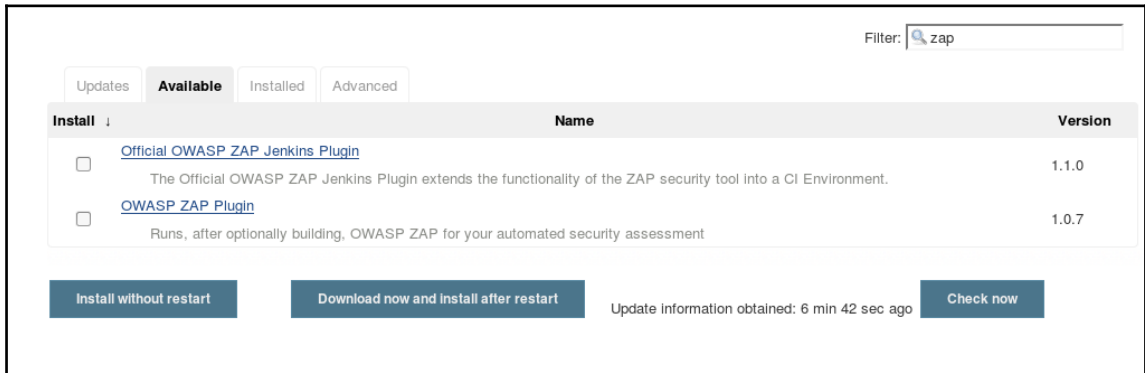 Filter: zap
Updates Available Installed Advanced
Install ↓ Name Version
Official OWASP ZAP Jenkins Plugin
The Official OWASP ZAP Jenkins Plugin extends the functionality of the ZAP security tool into a CI Environment.
1.1.0
OWASP ZAP Plugin
Runs, after optionally building, OWASP ZAP for your automated security assessment
1.0.7
Install without restart Download now and install after restart Update information obtained: 6 min 42 sec ago Check now